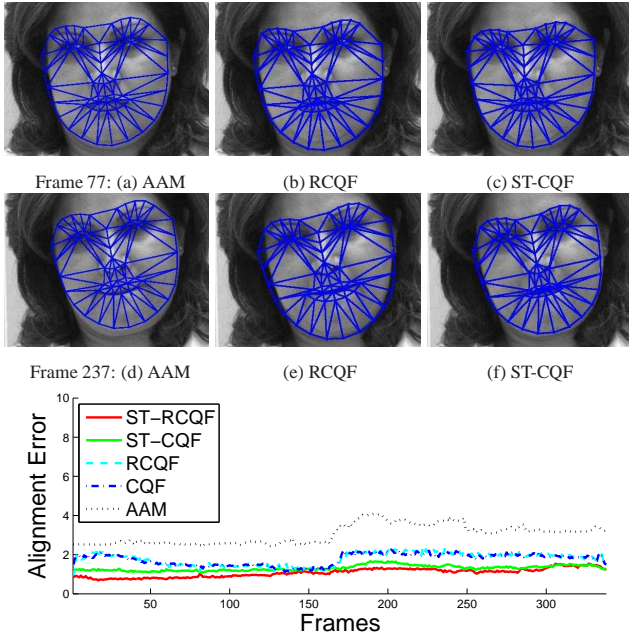 Frame 77: (a) AAM (b) RCQF (c) ST-CQF
Frame 237: (d) AAM (e) RCQF (f) ST-CQF
10
8
6
4
2
0
Alignment Error
ST−RCQF
ST−CQF
RCQF
CQF
AAM
50 100 150 200 250 300
Frames